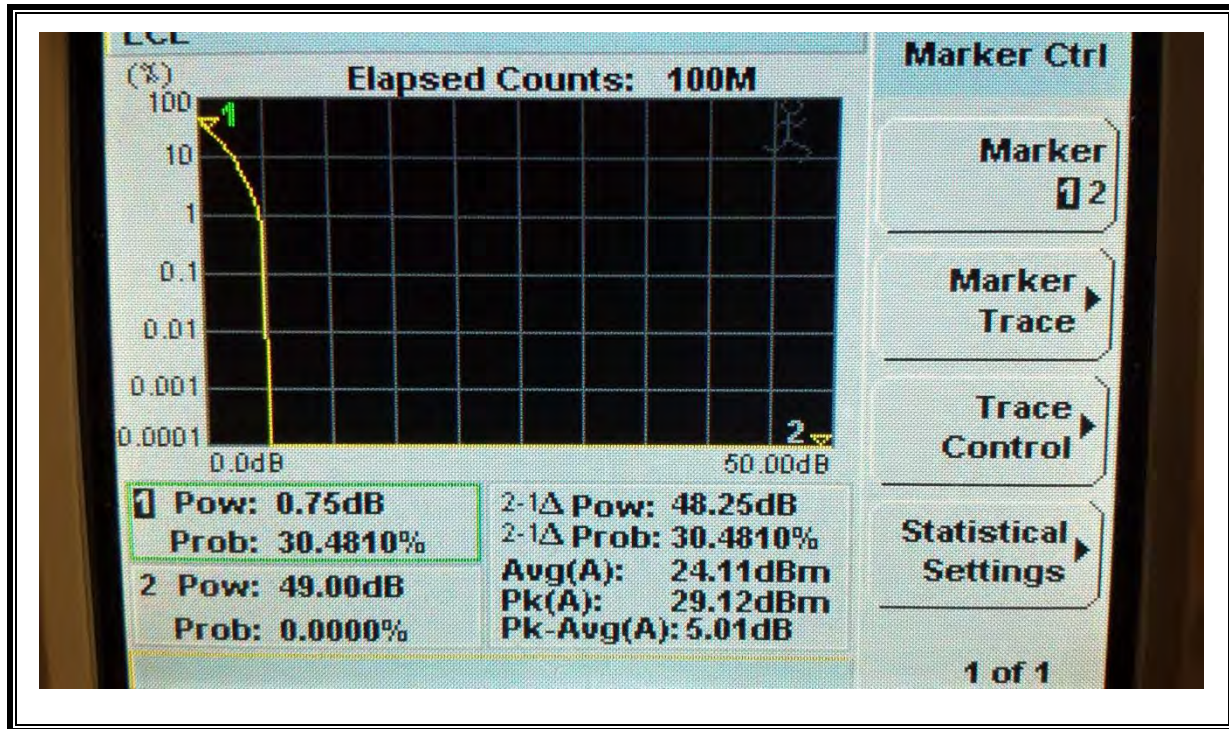 Marker Ctrl
(%)
Elapsed Counts: 100M
100
1
10
1
0.1
0.01
0.001
0.0001
2
0.0dB
50.00dB
1 Pow: 0.75dB
Prob: 30.4810%
2 Pow: 49.00dB
Prob: 0.0000%
2-1Δ Pow: 48.25dB
2-1Δ Prob: 30.4810%
Avg(A): 24.11dBm
Pk(A): 29.12dBm
Pk-Avg(A): 5.01dB
Marker
1 2
Marker
Trace
Trace
Control
Statistical
Settings
1 of 1